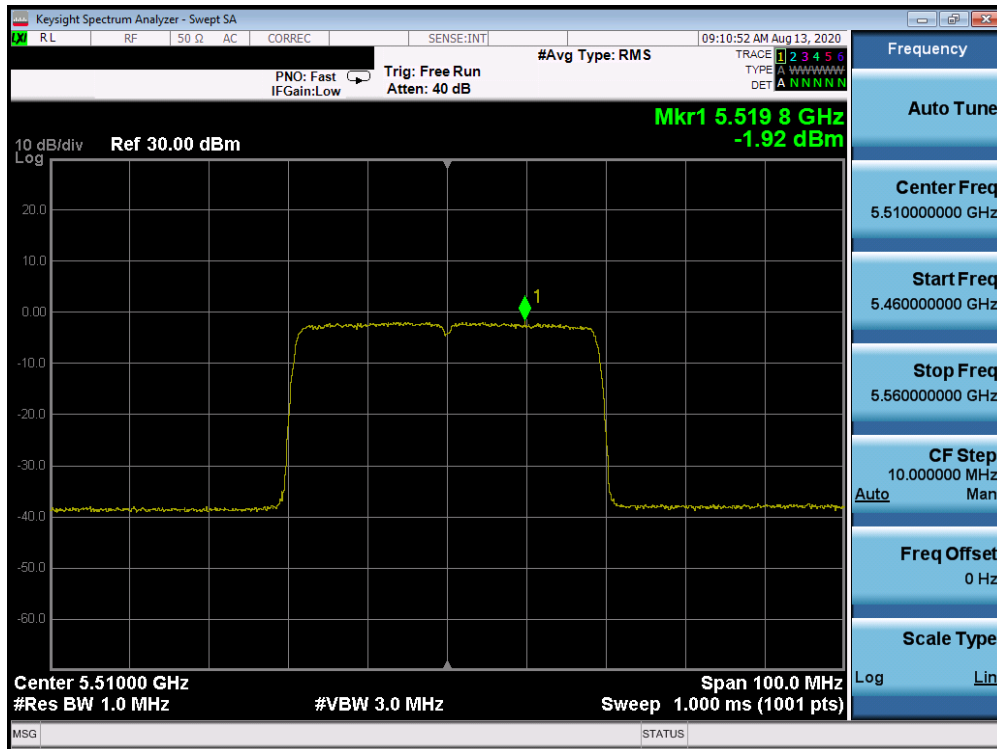 Keysight Spectrum Analyzer - Swept SA
LXI RL RF 50 Ω AC CORREC SENSE:INT 09:10:52 AM Aug 13, 2020
#Avg Type: RMS
TRACE 1 2 3 4 5 6
PNO: Fast Trig: Free Run
TYPE A WWWWW
IFGain:Low Atten: 40 dB
DET A N N N N N
Mkr1 5.519 8 GHz
-1.92 dBm
10 dB/div Ref 30.00 dBm
Log
20.0
10.0
1
0.00
-10.0
-20.0
-30.0
-40.0
-50.0
-60.0
Center 5.51000 GHz Span 100.0 MHz
#Res BW 1.0 MHz #VBW 3.0 MHz Sweep 1.000 ms (1001 pts)
MSG STATUS
Frequency
Auto Tune
Center Freq
5.510000000 GHz
Start Freq
5.460000000 GHz
Stop Freq
5.560000000 GHz
CF Step
10.000000 MHz
Auto Man
Freq Offset
0 Hz
Scale Type
Log Lin